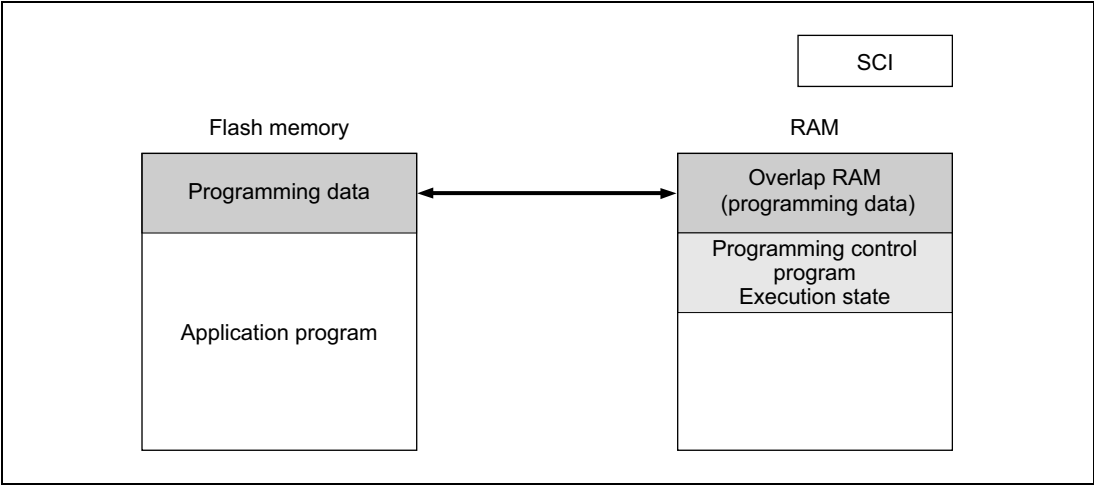 SCI
Flash memory
RAM
Programming data
Overlap RAM
(programming data)
Programming control
program
Execution state
Application program